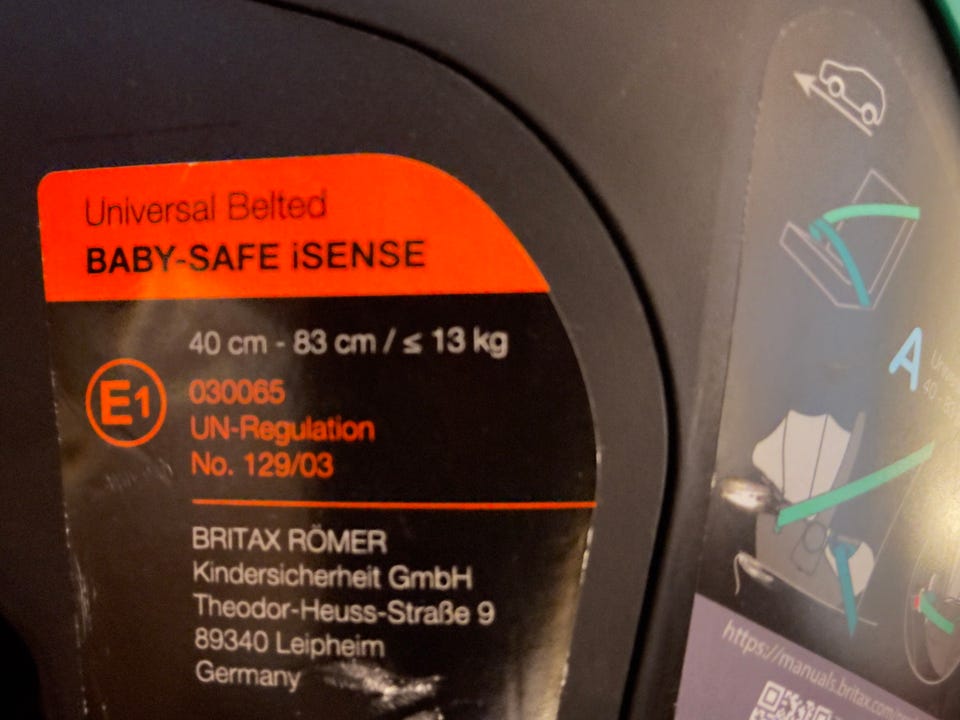 Universal Belted
BABY-SAFE iSENSE
40 cm - 83 cm / ≤ 13 kg
E1
030065
UN-Regulation
No. 129/03
BRITAX RÖMER
Kindersicherheit GmbH
Theodor-Heuss-Straße 9
89340 Leipheim
Germany
A
https://manuals.britax.com